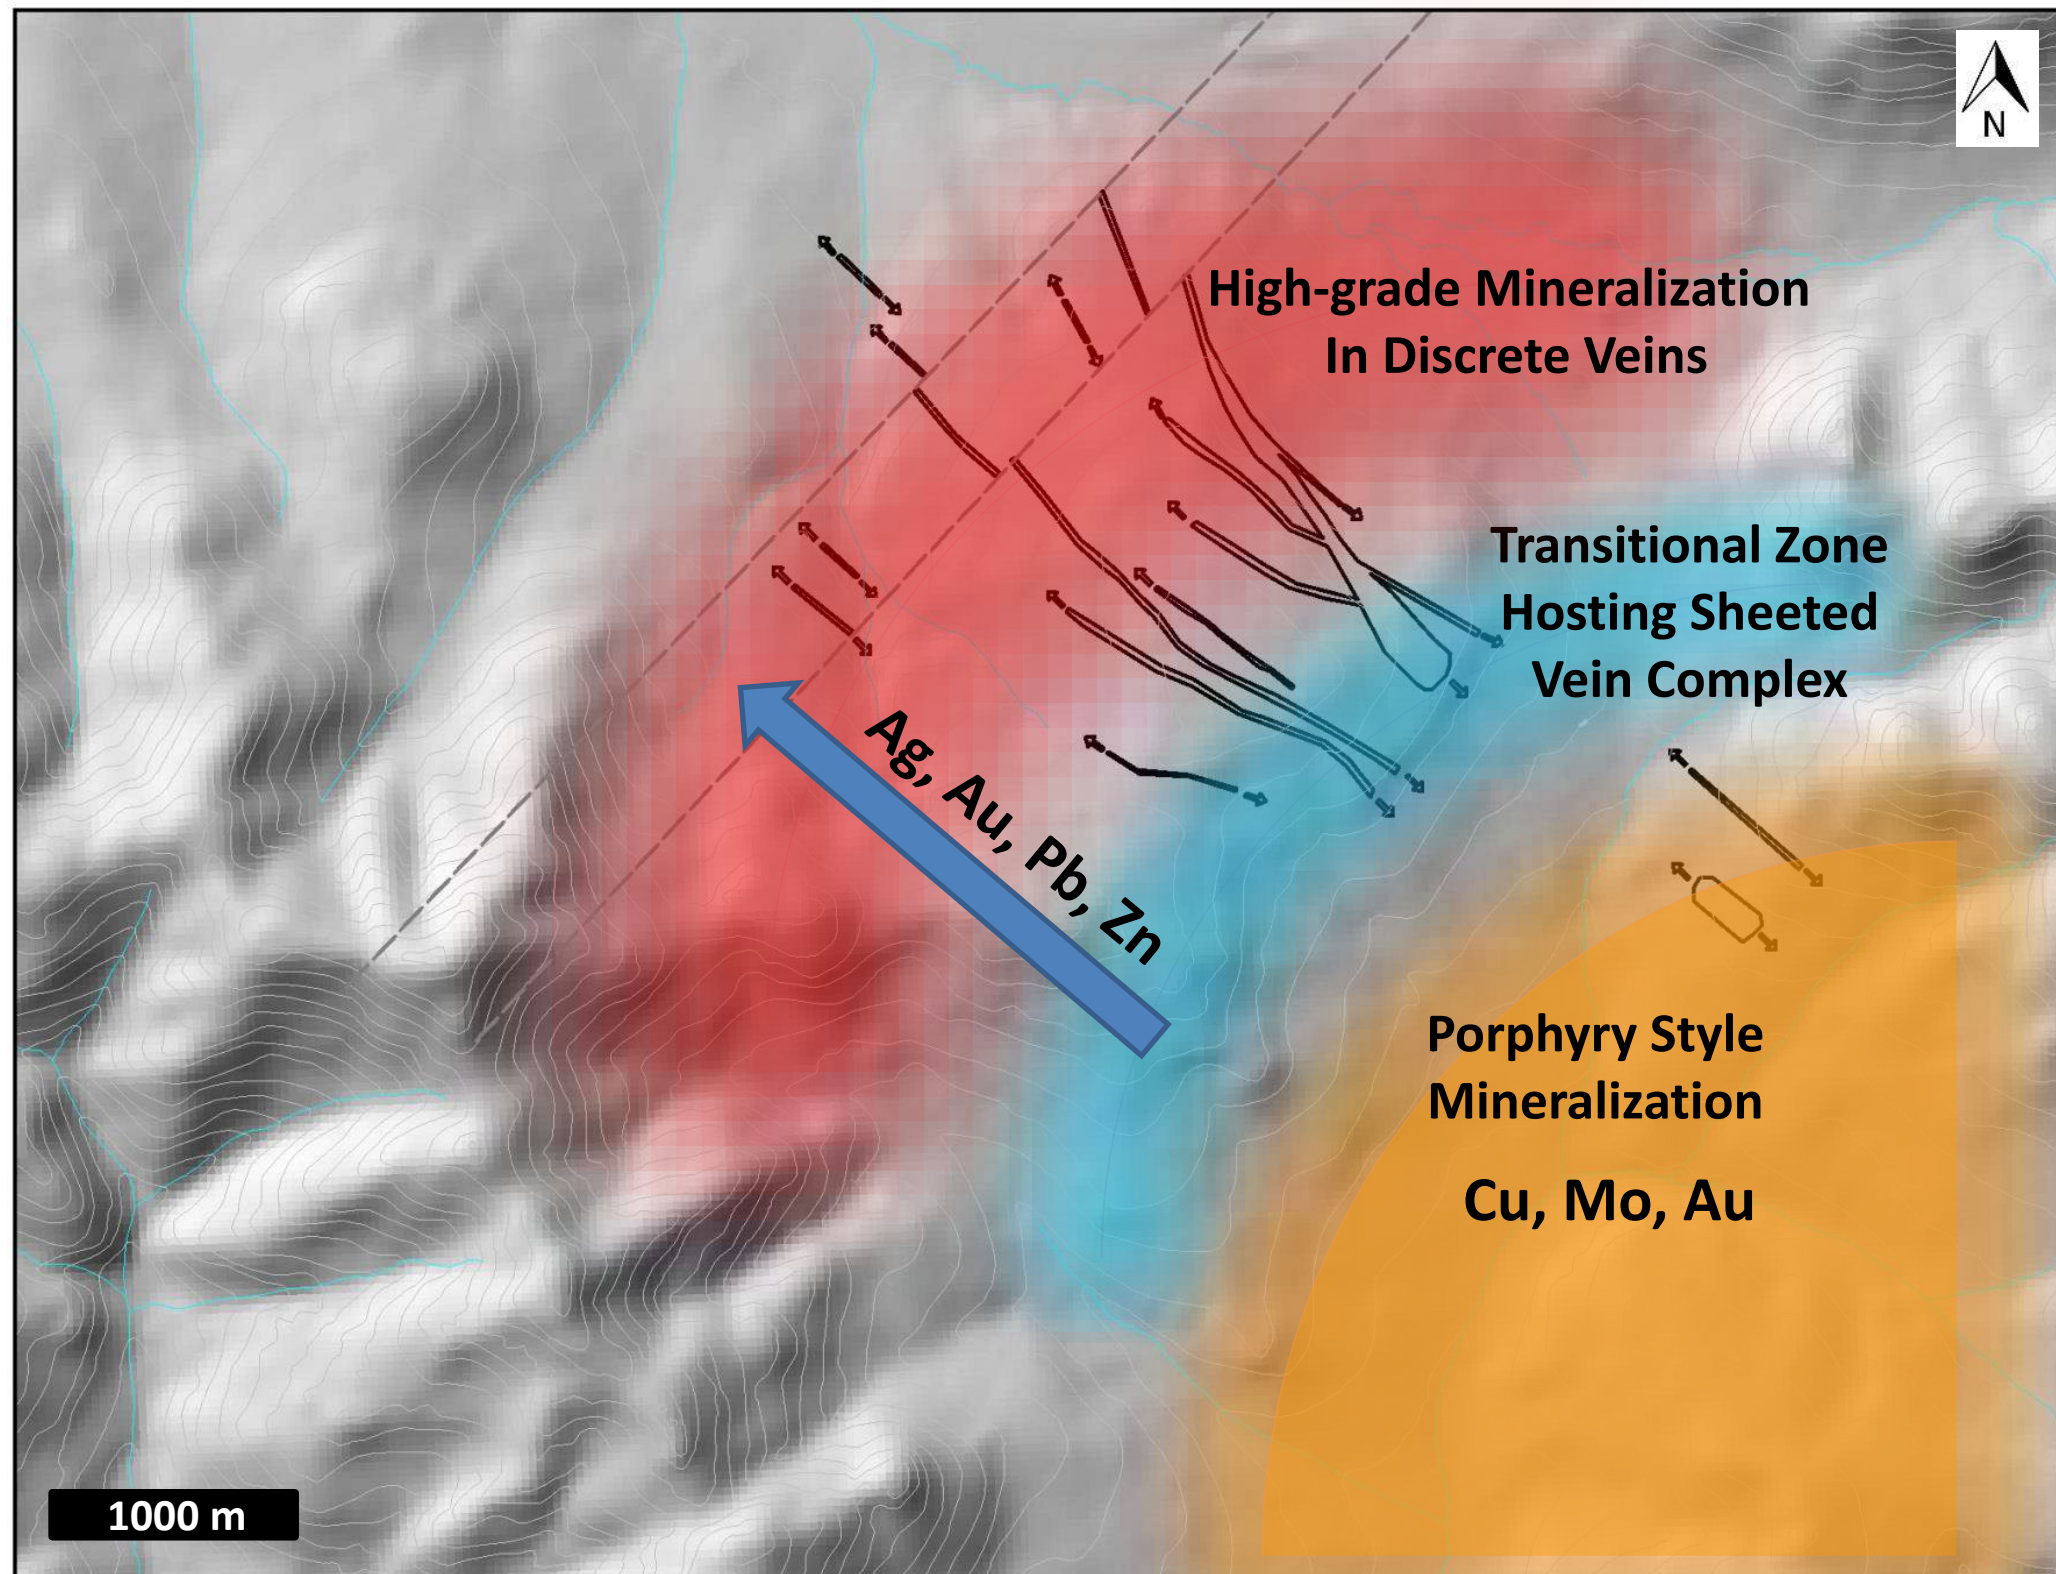 N
High-grade Mineralization
In Discrete Veins
Transitional Zone
Hosting Sheeted
Vein Complex
Ag, Au, Pb, Zn
Porphyry Style
Mineralization
Cu, Mo, Au
1000 m